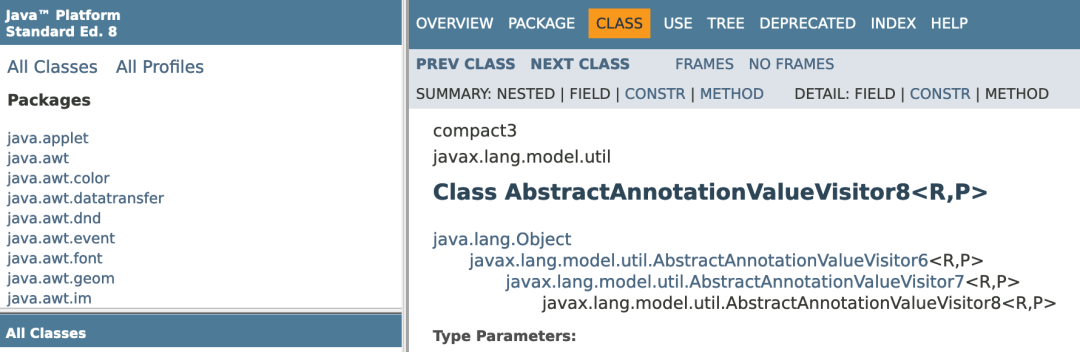 Java™ Platform
Standard Ed. 8
All Classes All Profiles
Packages
java.applet
java.awt
java.awt.color
java.awt.datatransfer
java.awt.dnd
java.awt.event
java.awt.font
java.awt.geom
java.awt.im
All Classes
OVERVIEW PACKAGE CLASS USE TREE DEPRECATED INDEX HELP
PREV CLASS NEXT CLASS FRAMES NO FRAMES
SUMMARY: NESTED | FIELD | CONSTR | METHOD DETAIL: FIELD | CONSTR | METHOD
compact3
javax.lang.model.util
Class AbstractAnnotationValueVisitor8<R,P>
java.lang.Object
javax.lang.model.util.AbstractAnnotationValueVisitor6<R,P>
javax.lang.model.util.AbstractAnnotationValueVisitor7<R,P>
javax.lang.model.util.AbstractAnnotationValueVisitor8<R,P>
Type Parameters: